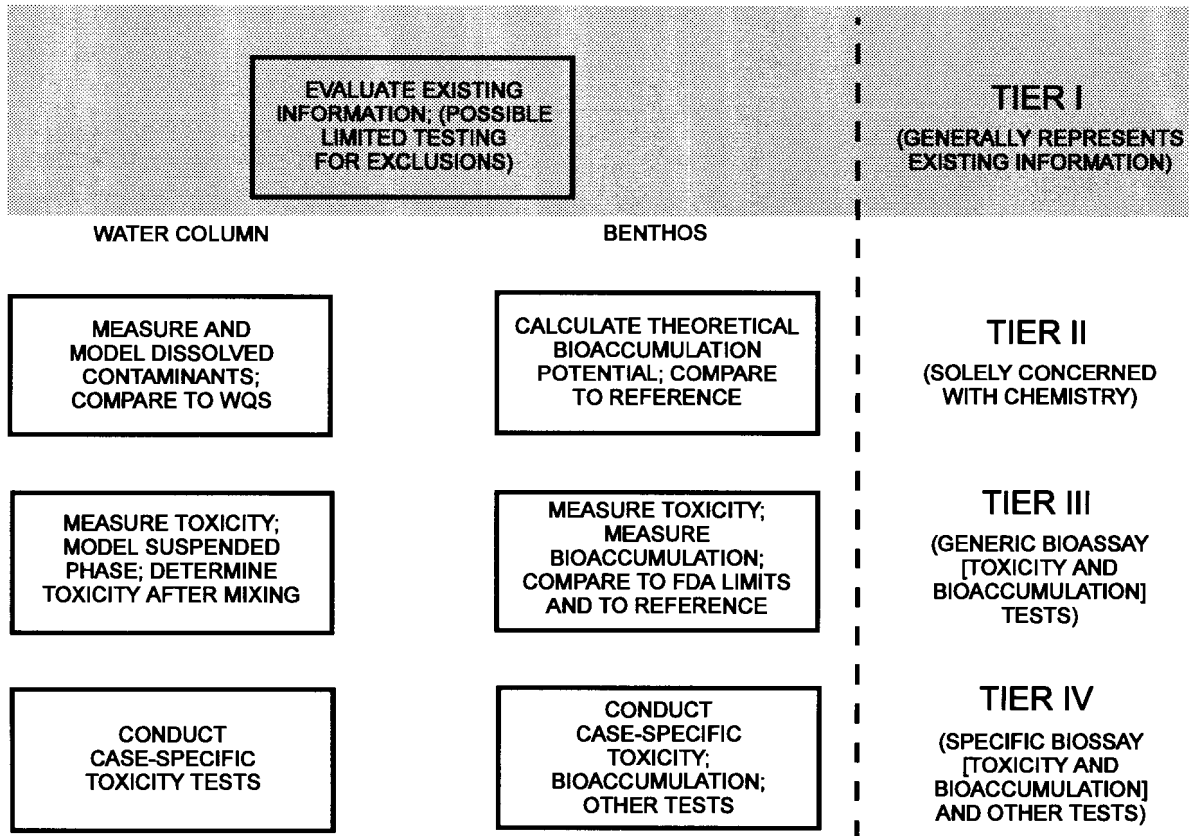 EVALUATE EXISTING
INFORMATION; (POSSIBLE
LIMITED TESTING
FOR EXCLUSIONS)
TIER I
(GENERALLY REPRESENTS
EXISTING INFORMATION)
WATER COLUMN
BENTHOS
MEASURE AND
MODEL DISSOLVED
CONTAMINANTS;
COMPARE TO WQS
CALCULATE THEORETICAL
BIOACCUMULATION
POTENTIAL; COMPARE
TO REFERENCE
TIER II
(SOLELY CONCERNED
WITH CHEMISTRY)
MEASURE TOXICITY;
MODEL SUSPENDED
PHASE; DETERMINE
TOXICITY AFTER MIXING
MEASURE TOXICITY;
MEASURE
BIOACCUMULATION;
COMPARE TO FDA LIMITS
AND TO REFERENCE
TIER III
(GENERIC BIOASSAY
[TOXICITY AND
BIOACCUMULATION]
TESTS)
CONDUCT
CASE-SPECIFIC
TOXICITY TESTS
CONDUCT
CASE-SPECIFIC
TOXICITY;
BIOACCUMULATION;
OTHER TESTS
TIER IV
(SPECIFIC BIOSSAY
[TOXICITY AND
BIOACCUMULATION]
AND OTHER TESTS)